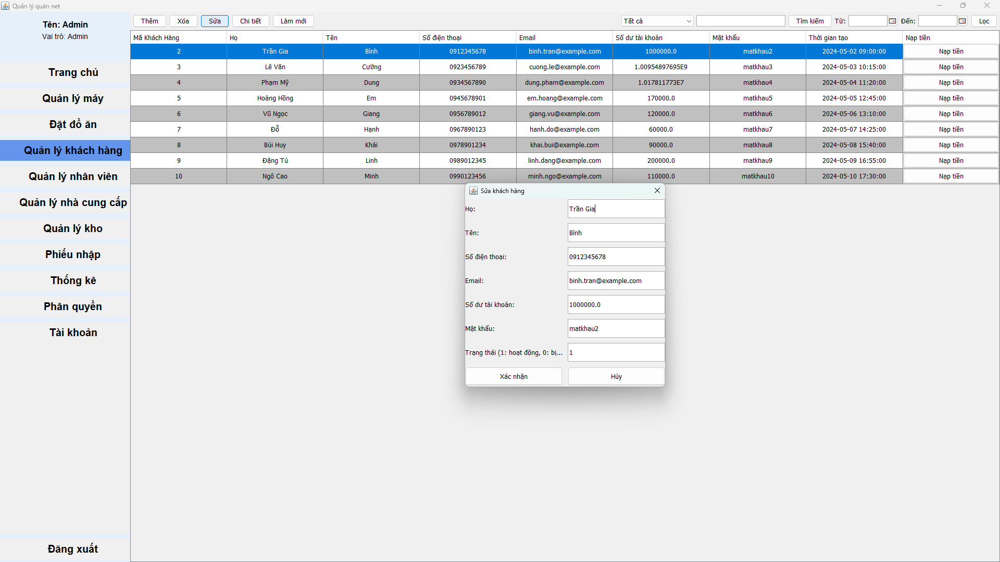 Quản lý quán net
Tên: Admin
Vai trò: Admin
Trang chủ
Quản lý máy
Đặt đồ ăn
Quản lý khách hàng
Quản lý nhân viên
Quản lý nhà cung cấp
Quản lý kho
Phiếu nhập
Thống kê
Phân quyền
Tài khoản
Đăng xuất
Thêm Xóa Sửa Chi tiết Làm mới Tất cả Tìm kiếm Từ: Đến: Lọc
Mã Khách Hàng Họ Tên Số điện thoại Email Số dư tài khoản Mật khẩu Thời gian tạo Nạp tiền
2 Trần Gia Bình 0912345678 binh.tran@example.com 1000000.0 matkhau2 2024-05-02 09:00:00 Nạp tiền
3 Lê Văn Cường 0923456789 cuong.le@example.com 1.00954897695E9 matkhau3 2024-05-03 10:15:00 Nạp tiền
4 Phạm Mỹ Dung 0934567890 dung.pham@example.com 1.017811773E7 matkhau4 2024-05-04 11:20:00 Nạp tiền
5 Hoàng Hồng Em 0945678901 em.hoang@example.com 170000.0 matkhau5 2024-05-05 12:45:00 Nạp tiền
6 Vũ Ngọc Giang 0956789012 giang.vu@example.com 120000.0 matkhau6 2024-05-06 13:10:00 Nạp tiền
7 Đỗ Hạnh 0967890123 hanh.do@example.com 60000.0 matkhau7 2024-05-07 14:25:00 Nạp tiền
8 Bùi Huy Khải 0978901234 khai.bui@example.com 90000.0 matkhau8 2024-05-08 15:40:00 Nạp tiền
9 Đặng Tú Linh 0989012345 linh.dang@example.com 200000.0 matkhau9 2024-05-09 16:55:00 Nạp tiền
10 Ngô Cao Minh 0990123456 minh.ngo@example.com 110000.0 matkhau10 2024-05-10 17:30:00 Nạp tiền
Sửa khách hàng
Họ: Trần Gia
Tên: Bình
Số điện thoại: 0912345678
Email: binh.tran@example.com
Số dư tài khoản: 1000000.0
Mật khẩu: matkhau2
Trạng thái (1: hoạt động, 0: bị... 1
Xác nhận Hủy